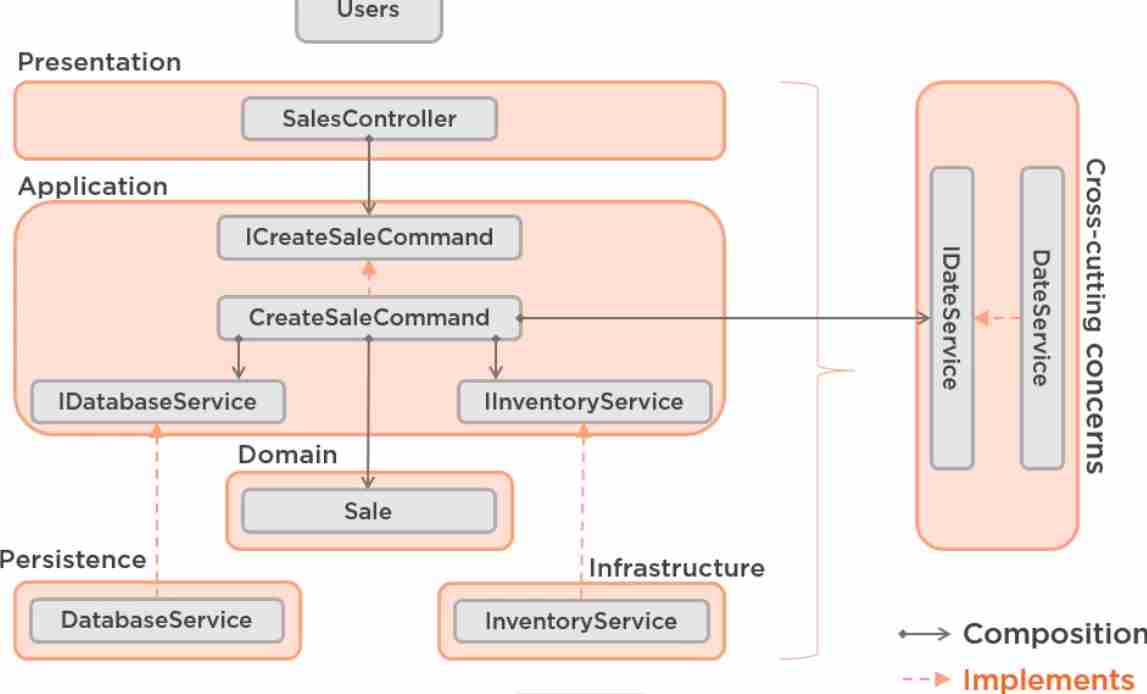 Users
Presentation
SalesController
Application
ICreateSaleCommand
CreateSaleCommand
IDatabaseService
IInventoryService
Domain
Sale
Persistence
DatabaseService
Infrastructure
InventoryService
IDateService
DateService
Cross-cutting concerns
Composition
Implements